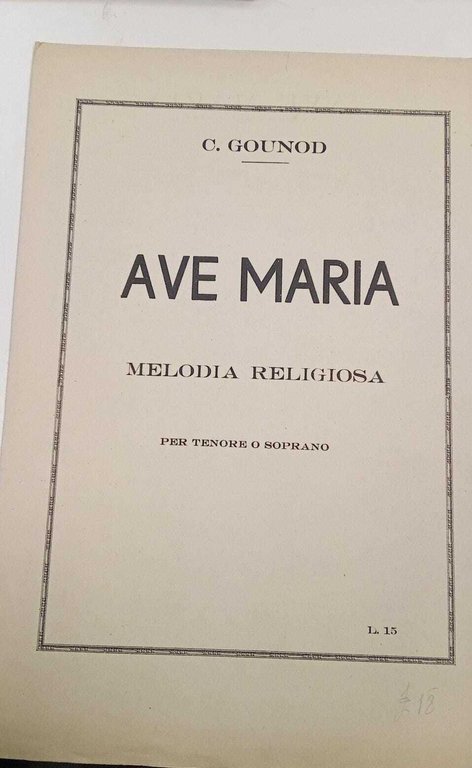 C. GOUNOD
AVE MARIA
MELODIA RELIGIOSA
PER TENORE O SOPRANO
L. 15